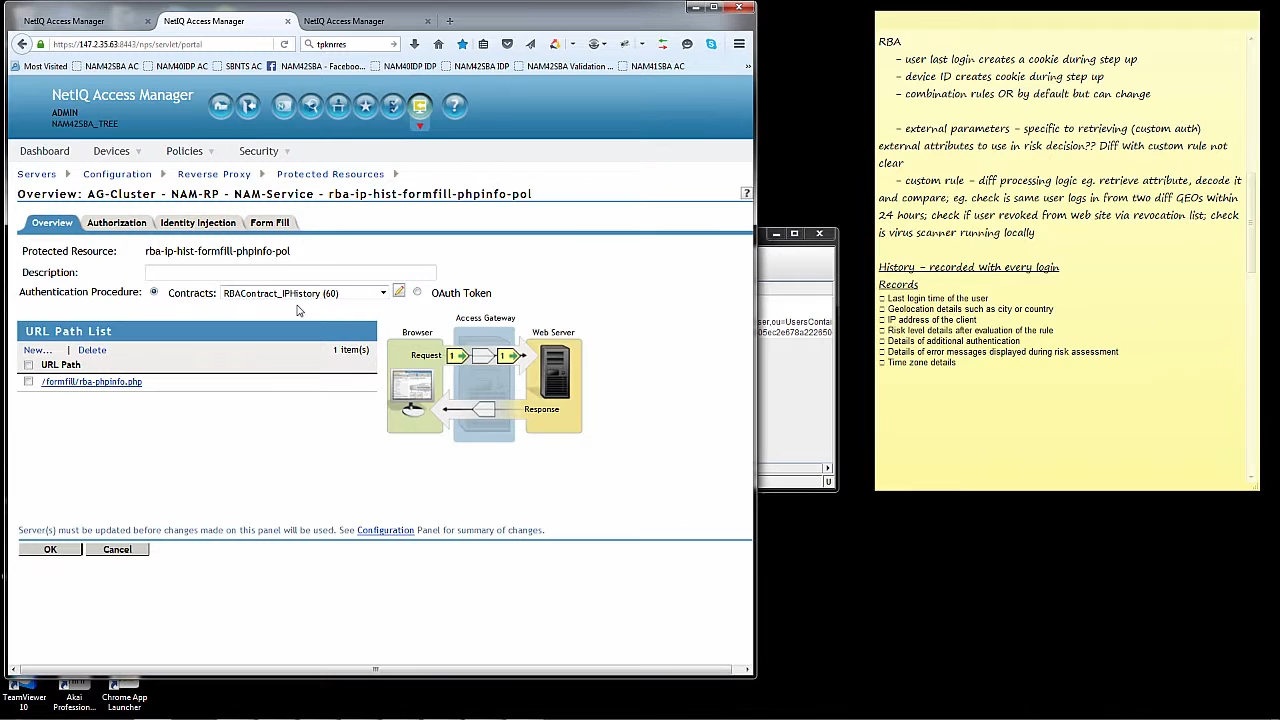 NetIQ Access Manager
NetIQ Access Manager
NetIQ Access Manager
https://147.2.35.63:8443/nps/servlet/portal
tpknrres
Most Visited
NAM42SBA AC
NAM40IDP AC
SBNTS AC
NAM42SBA - Faceboo...
NAM40IDP IDP
NAM42SBA IDP
NAM42SBA Validation ...
NAM41SBA AC
»
NetIQ Access Manager
ADMIN
NAM42SBA_TREE
Dashboard
Devices
Policies
Security
Servers
Configuration
Reverse Proxy
Protected Resources
Overview: AG-Cluster - NAM-RP - NAM-Service - rba-ip-hist-formfill-phpinfo-pol
?
Overview
Authorization
Identity Injection
Form Fill
Protected Resource: rba-ip-hist-formfill-phpinfo-pol
Description:
Authentication Procedure: Contracts: RBAContract_IPHistory (60) OAuth Token
URL Path List
New... | Delete 1 item(s)
URL Path
/formfill/rba-phpinfo.php
Access Gateway
Browser
Web Server
Request
1
1
Response
Server(s) must be updated before changes made on this panel will be used. See Configuration Panel for summary of changes.
OK
Cancel
ser,ou=UsersContai
05ec2e678a222650
U
TeamViewer
10
Akai
Profession...
Chrome App
Launcher
RBA
- user last login creates a cookie during step up
- device ID creates cookie during step up
- combination rules OR by default but can change
- external parameters - specific to retrieving (custom auth)
external attributes to use in risk decision?? Diff with custom rule not
clear
- custom rule - diff processing logic eg. retrieve attribute, decode it
and compare; eg. check is same user logs in from two diff GEOs within
24 hours; check if user revoked from web site via revocation list; check
is virus scanner running locally
History - recorded with every login
Records
Last login time of the user
Geolocation details such as city or country
IP address of the client
Risk level details after evaluation of the rule
Details of additional authentication
Details of error messages displayed during risk assessment
Time zone details